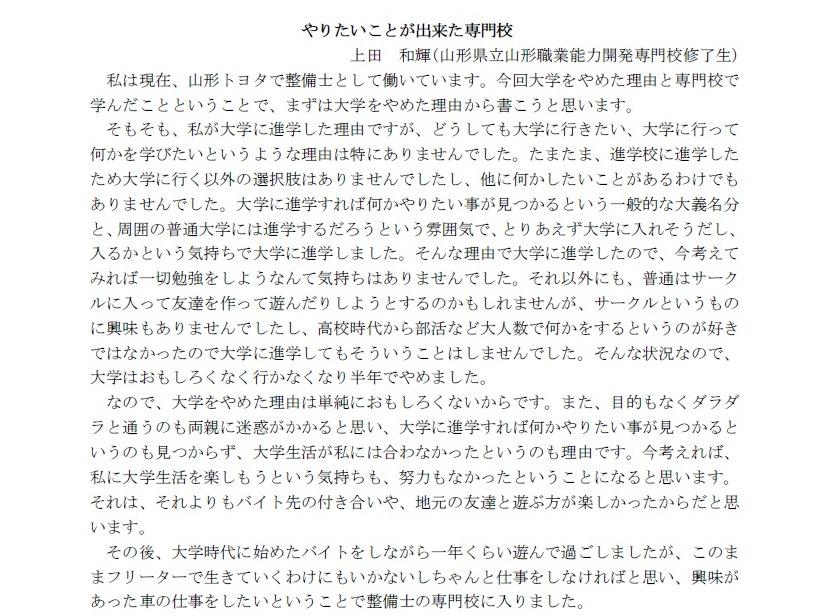 やりたいことが出来た専門校
上田　和輝(山形県立山形職業能力開発専門校修了生)
　私は現在、山形トヨタで整備士として働いています。今回大学をやめた理由と専門校で
学んだことということで、まずは大学をやめた理由から書こうと思います。
　そもそも、私が大学に進学した理由ですが、どうしても大学に行きたい、大学に行って
何かを学びたいというような理由は特にありませんでした。たまたま、進学校に進学した
ため大学に行く以外の選択肢はありませんでしたし、他に何かしたいことがあるわけでも
ありませんでした。大学に進学すれば何かやりたい事が見つかるという一般的な大義名分
と、周囲の普通大学には進学するだろうという雰囲気で、とりあえず大学に入れそうだし、
入るかという気持ちで大学に進学しました。そんな理由で大学に進学したので、今考えて
みれば一切勉強をしようなんて気持ちはありませんでした。それ以外にも、普通はサーク
ルに入って友達を作って遊んだりしようとするのかもしれませんが、サークルというもの
に興味もありませんでしたし、高校時代から部活など大人数で何かをするというのが好き
ではなかったので大学に進学してもそういうことはしませんでした。そんな状況なので、
大学はおもしろくなく行かなくなり半年でやめました。
　なので、大学をやめた理由は単純におもしろくないからです。また、目的もなくダラダ
ラと通うのも両親に迷惑がかかると思い、大学に進学すれば何かやりたい事が見つかると
いうのも見つからず、大学生活が私には合わなかったというのも理由です。今考えれば、
私に大学生活を楽しもうという気持ちも、努力もなかったということになると思います。
それは、それよりもバイト先の付き合いや、地元の友達と遊ぶ方が楽しかったからだと思
います。
　その後、大学時代に始めたバイトをしながら一年くらい遊んで過ごしましたが、このま
まフリーターで生きていくわけにもいかないしちゃんと仕事をしなければと思い、興味が
あった車の仕事をしたいということで整備士の専門校に入りました。